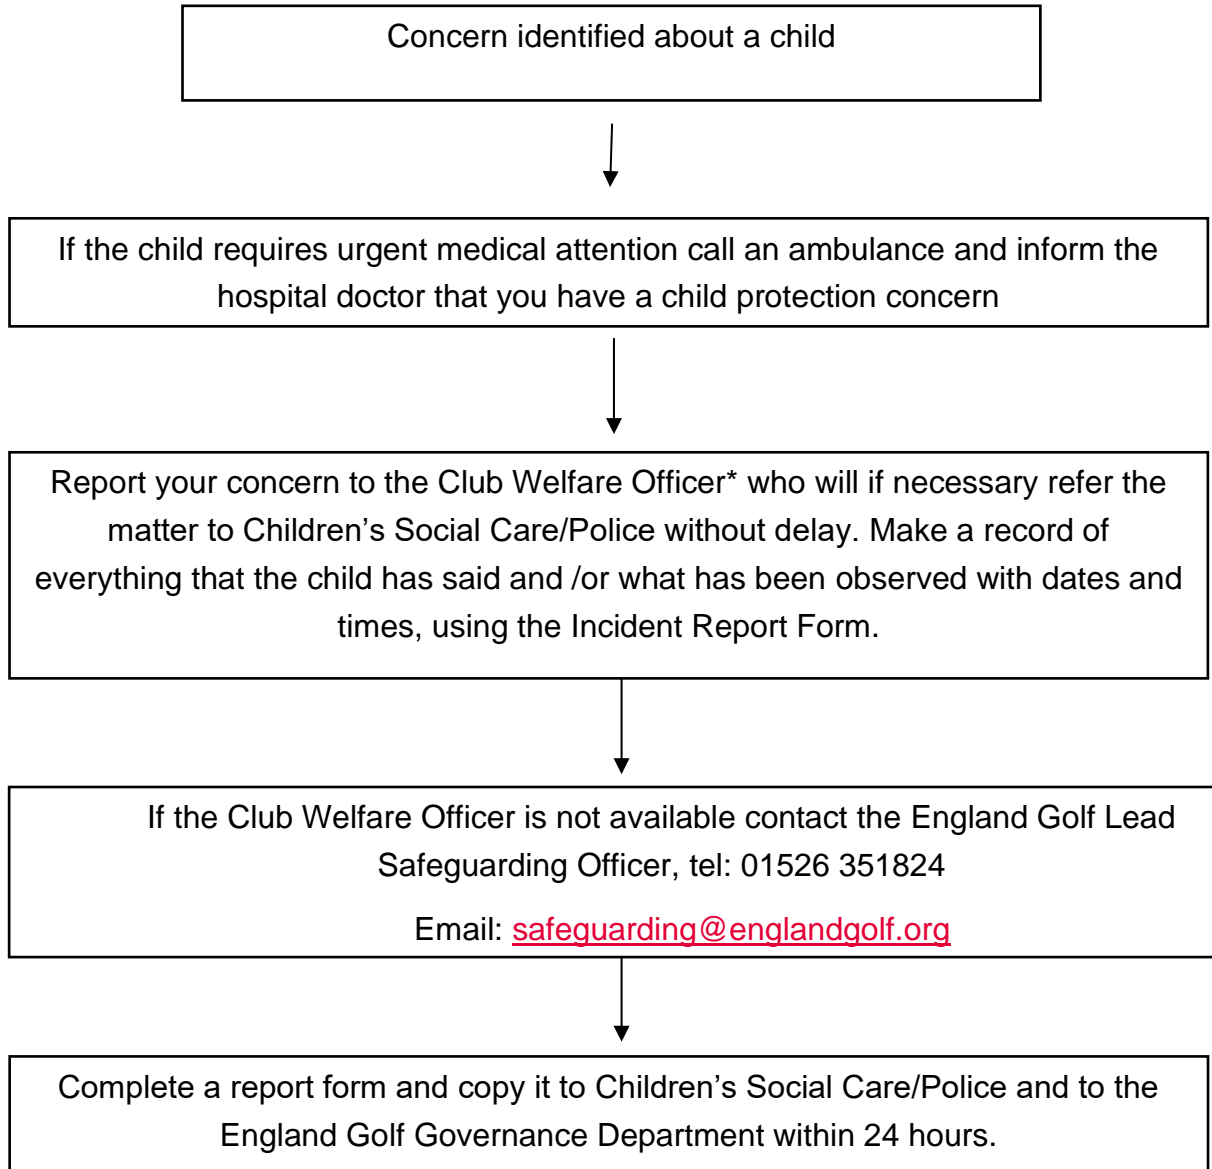 Concern identified about a child
If the child requires urgent medical attention call an ambulance and inform the
hospital doctor that you have a child protection concern
Report your concern to the Club Welfare Officer* who will if necessary refer the
matter to Children’s Social Care/Police without delay. Make a record of
everything that the child has said and /or what has been observed with dates and
times, using the Incident Report Form.
If the Club Welfare Officer is not available contact the England Golf Lead
Safeguarding Officer, tel: 01526 351824
Email: safeguarding@englandgolf.org
Complete a report form and copy it to Children’s Social Care/Police and to the
England Golf Governance Department within 24 hours.